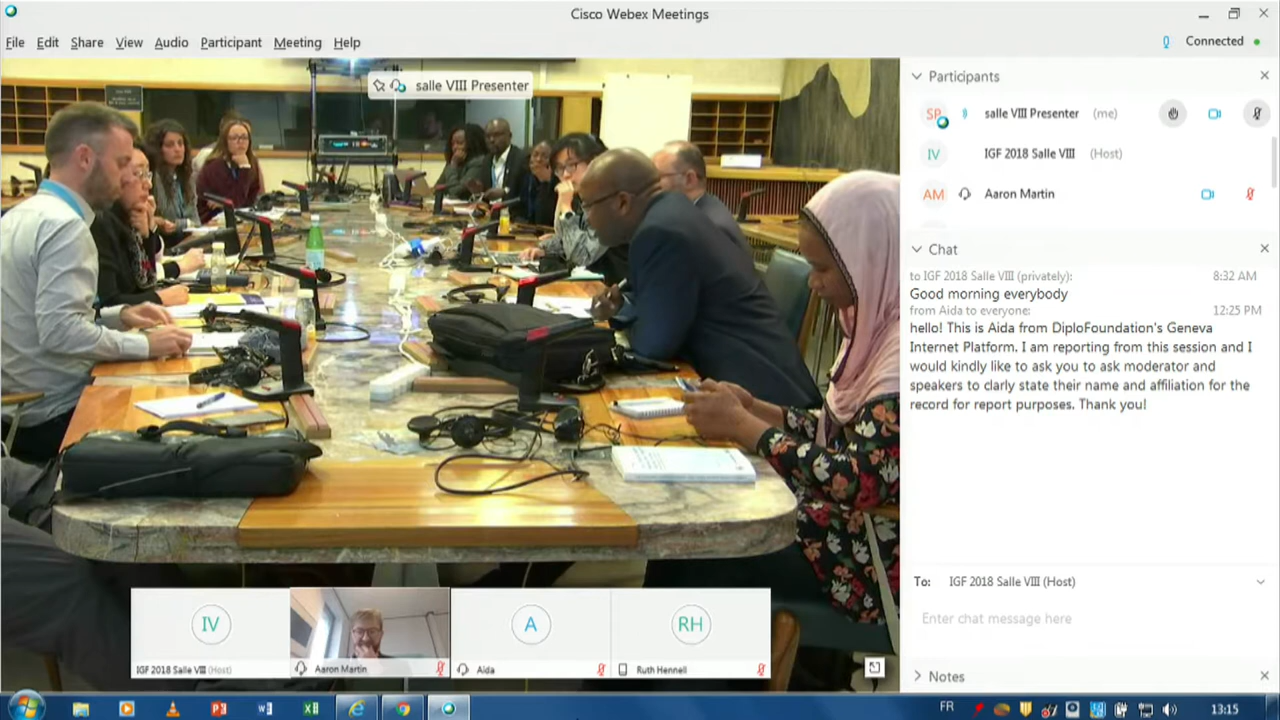 Cisco Webex Meetings
File Edit Share View Audio Participant Meeting Help
Connected
salle VIII Presenter
Participants
SP salle VIII Presenter (me)
IV IGF 2018 Salle VIII (Host)
AM Aaron Martin
Chat
to IGF 2018 Salle VIII (privately): 8:32 AM
Good morning everybody
from Aida to everyone: 12:25 PM
hello! This is Aida from DiploFoundation's Geneva
Internet Platform. I am reporting from this session and I
would kindly like to ask you to ask moderator and
speakers to clarly state their name and affiliation for the
record for report purposes. Thank you!
To: IGF 2018 Salle VIII (Host)
Enter chat message here
Notes
IV
IGF 2018 Salle VIII (Host)
Aaron Martin
A
Aida
RH
Ruth Hennell
FR
13:15